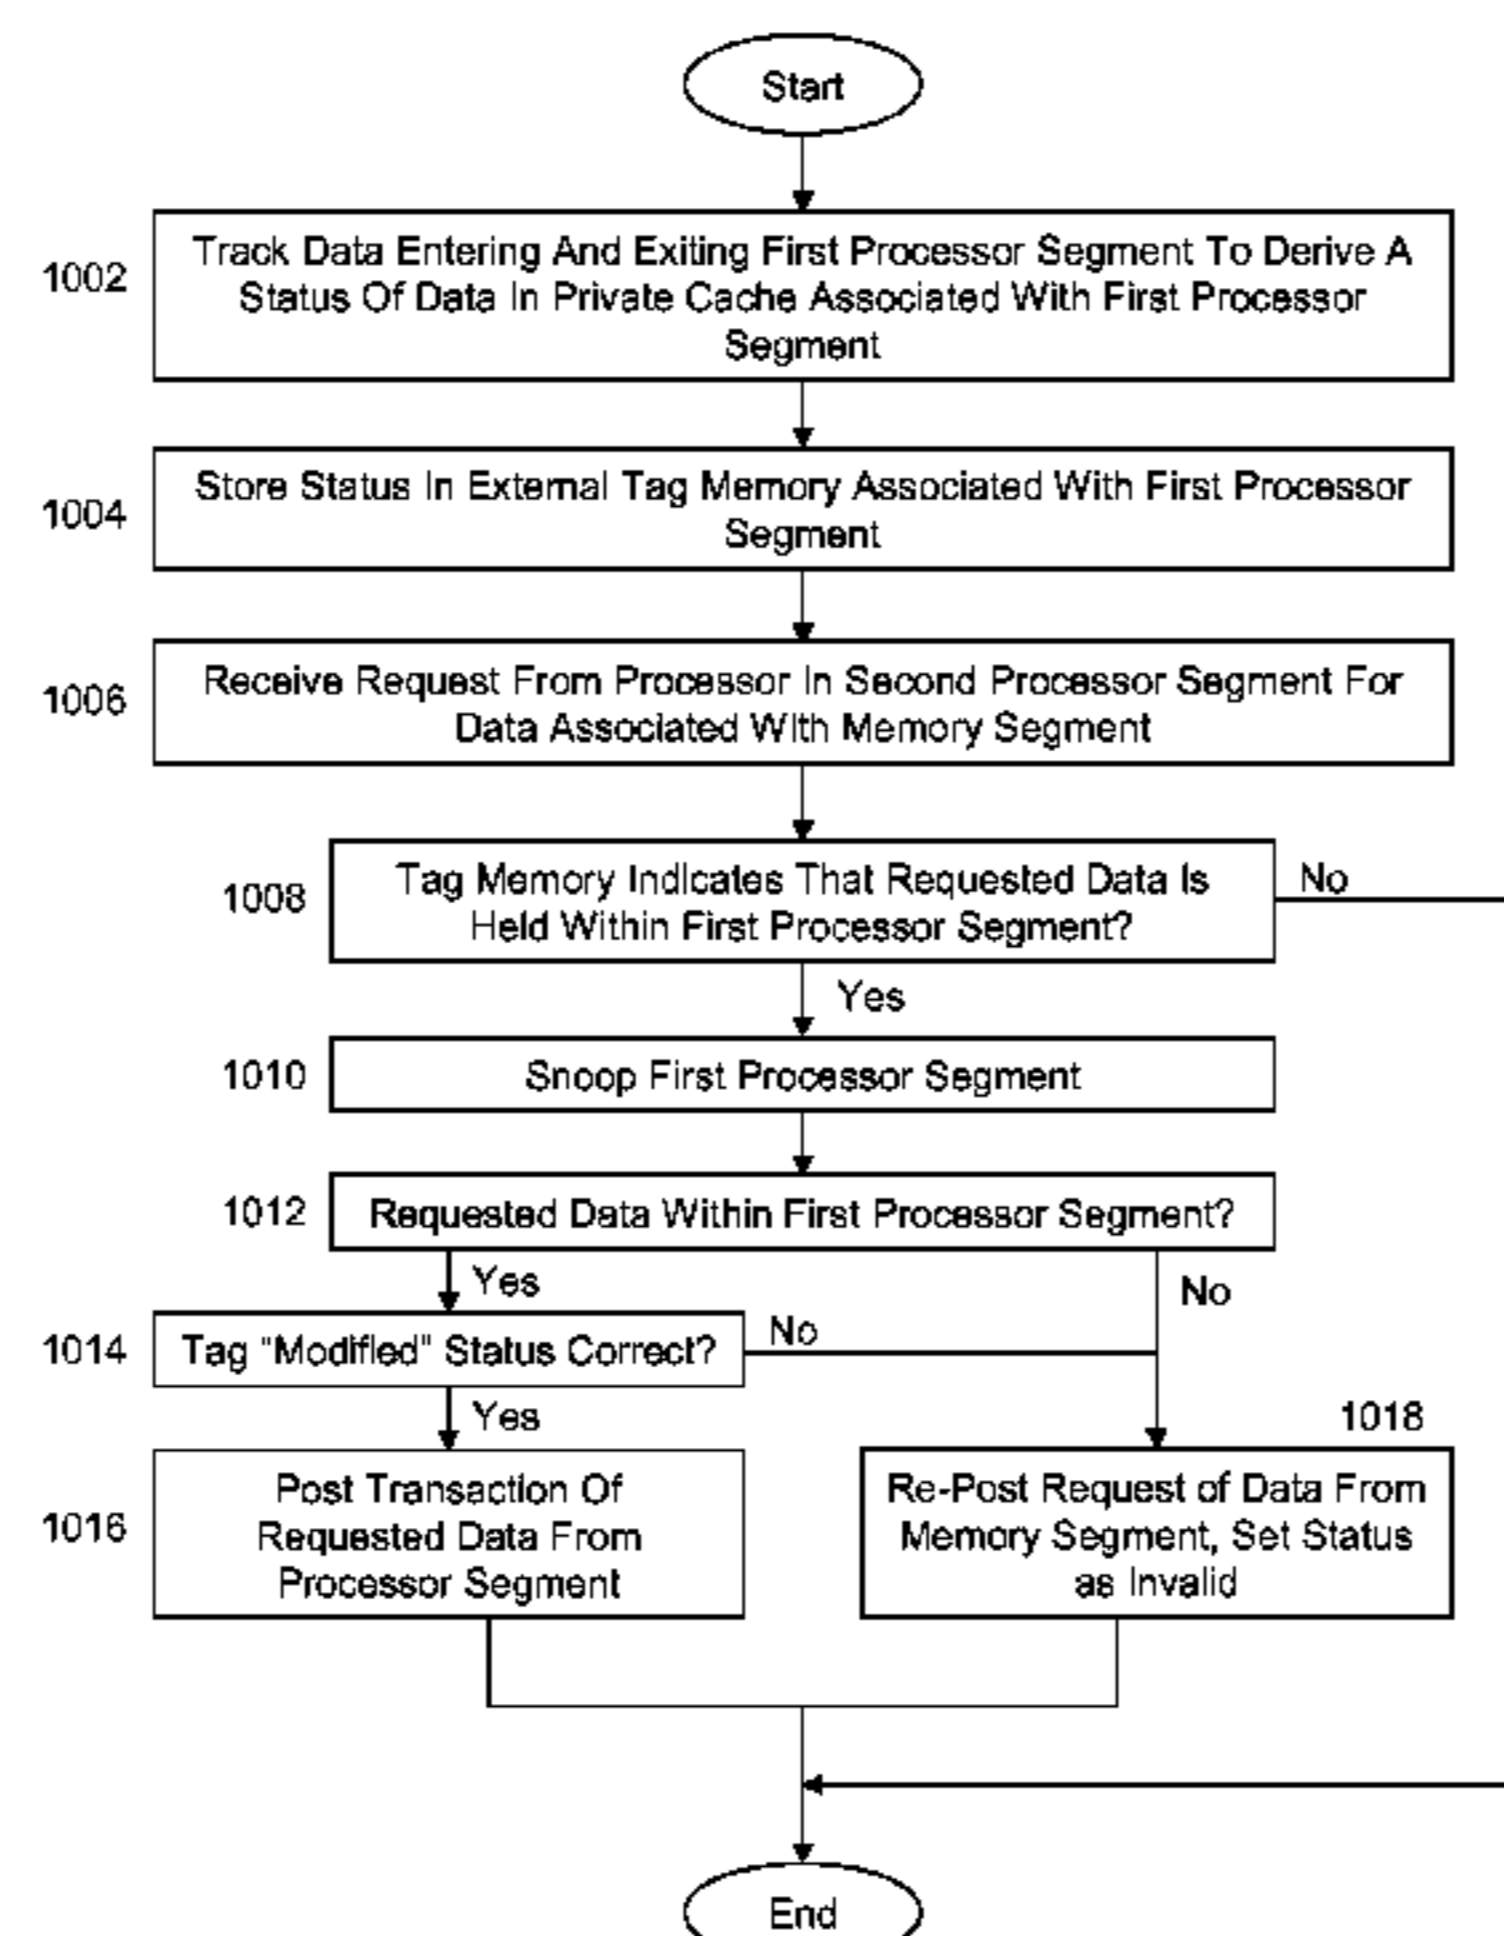 Start
1002
Track Data Entering And Exiting First Processor Segment To Derive A
Status Of Data In Private Cache Associated With First Processor
Segment
1004
Store Status In External Tag Memory Associated With First Processor
Segment
1006
Receive Request From Processor In Second Processor Segment For
Data Associated With Memory Segment
1008
Tag Memory Indicates That Requested Data Is
Held Within First Processor Segment?
No
Yes
1010
Snoop First Processor Segment
1012
Requested Data Within First Processor Segment?
Yes
No
1014
Tag "Modified" Status Correct?
No
Yes
1016
Post Transaction Of
Requested Data From
Processor Segment
1018
Re-Post Request of Data From
Memory Segment, Set Status
as Invalid
End